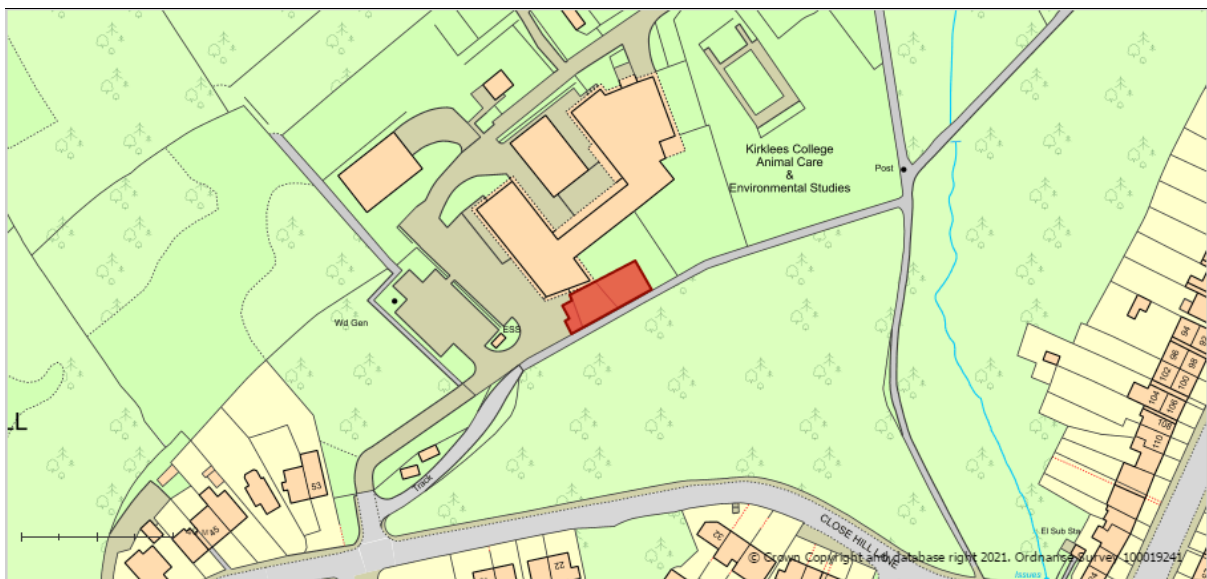 Kirklees College
Animal Care
&
Environmental Studies
Post
Wd Gen
ESS
LL
Track
53
45
22
32
CLOSE HILL LANE
El Sub Sta
Issues
94
92
96
98
102
100
104
106
108
110
© Crown Copyright and database right 2021. Ordnance Survey 100019241